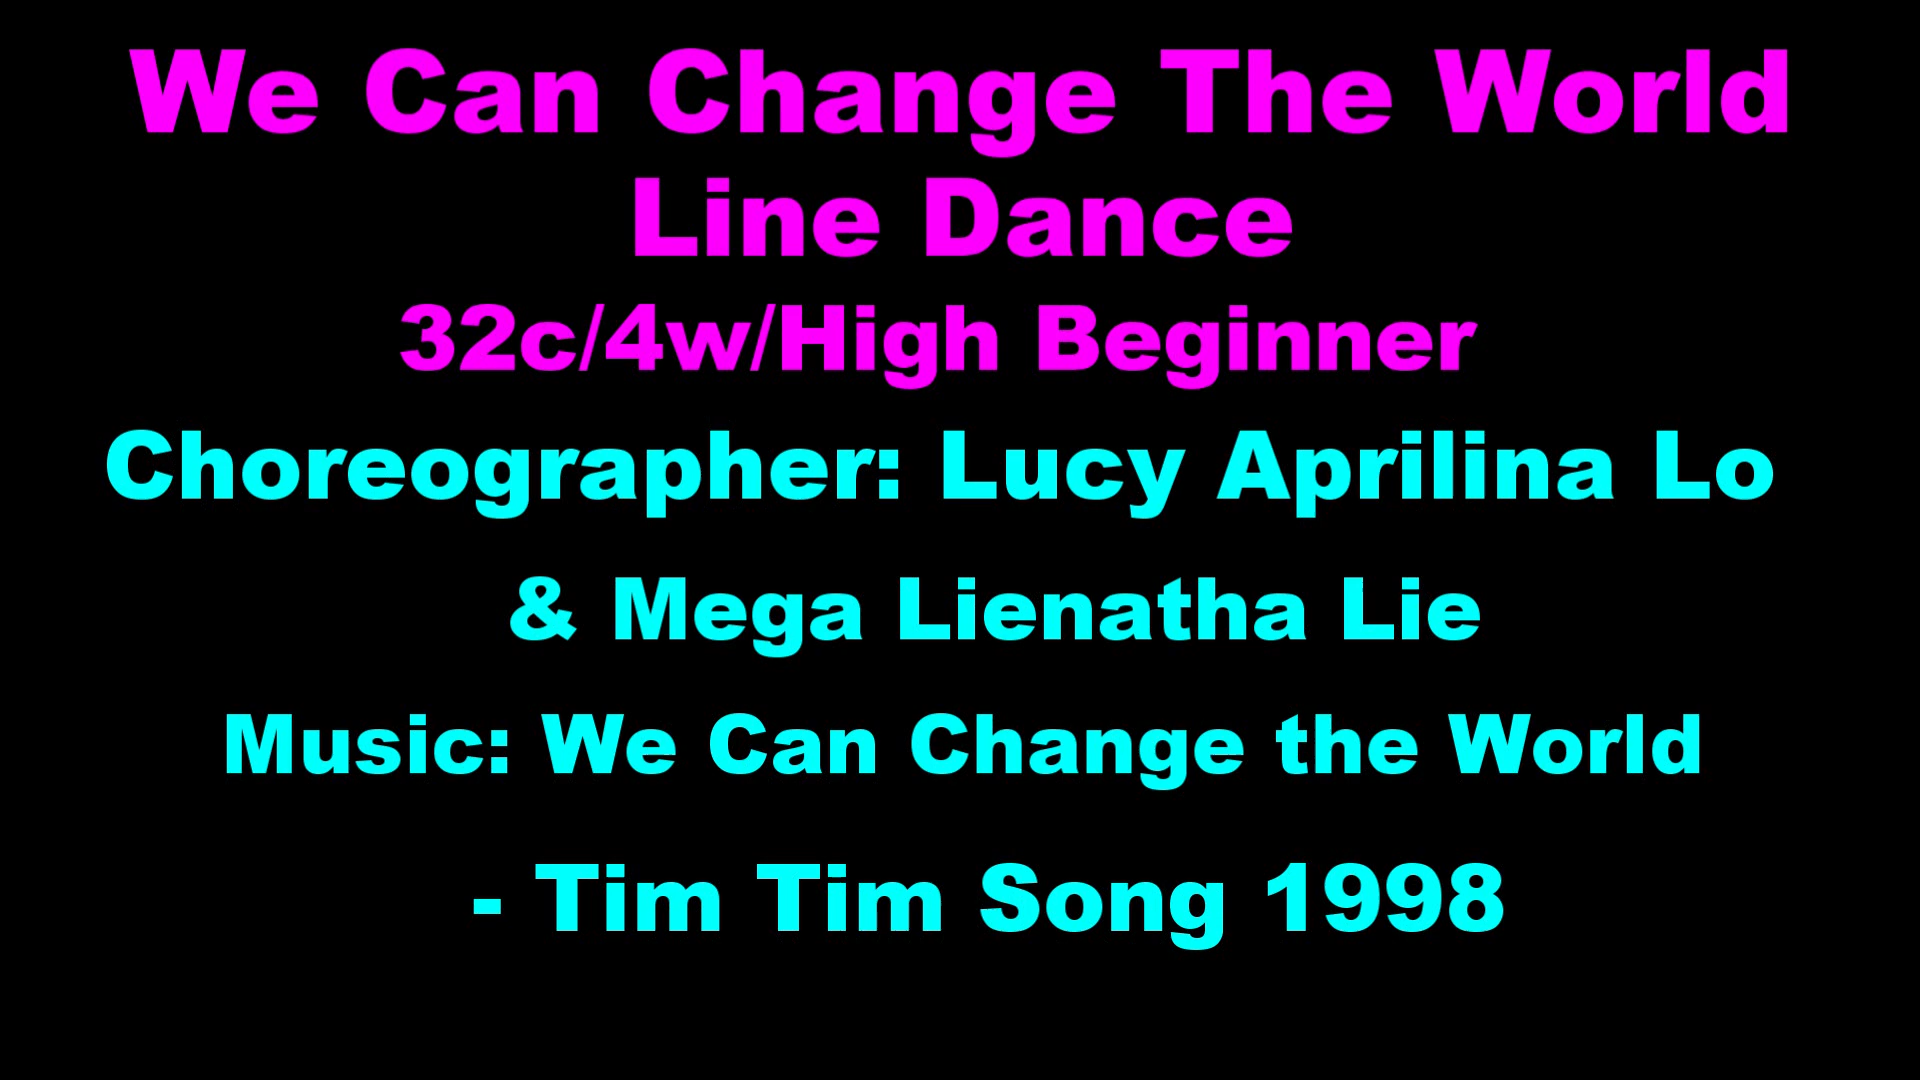 We Can Change The World
Line Dance
32c/4w/High Beginner
Choreographer: Lucy Aprilina Lo
& Mega Lienatha Lie
Music: We Can Change the World
- Tim Tim Song 1998